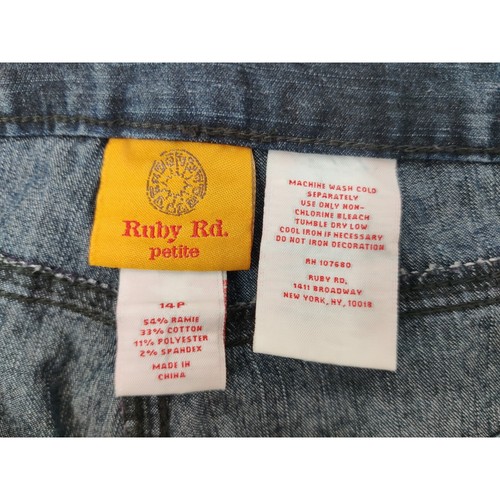 Ruby Rd.
petite
14P
54% RAMIE
33% COTTON
11% POLYESTER
2% SPANDEX
MADE IN
CHINA
MACHINE WASH COLD
SEPARATELY
USE ONLY NON-
CHLORINE BLEACH
TUMBLE DRY LOW
COOL IRON IF NECESSARY
DO NOT IRON DECORATION
RN 107680
RUBY RD,
1411 BROADWAY
NEW YORK, NY, 10018